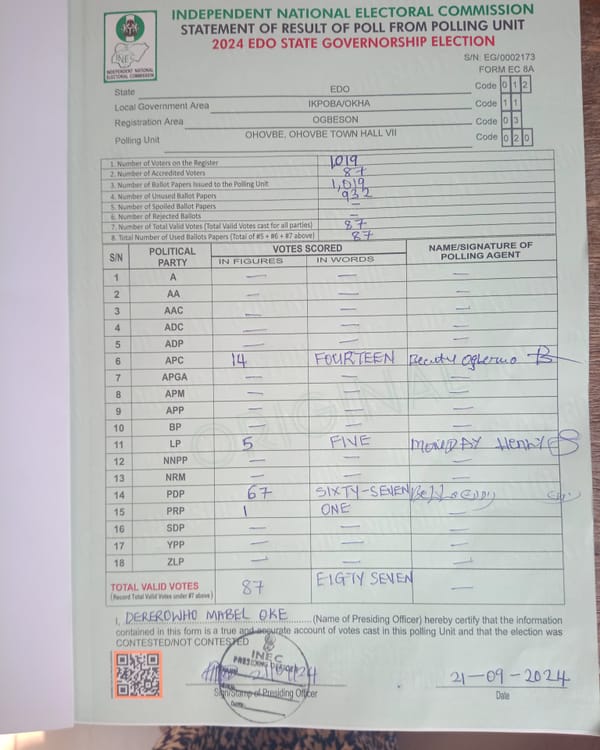 INDEPENDENT NATIONAL ELECTORAL COMMISSION
STATEMENT OF RESULT OF POLL FROM POLLING UNIT
2024 EDO STATE GOVERNORSHIP ELECTION
INEC
INDEPENDENT NATIONAL
ELECTORAL COMMISSION
S/N: EG/0002173
FORM EC 8A
State EDO Code 0 1 2
Local Government Area IKPOBA/OKHA Code 1 1
Registration Area OGBESON Code 0 3
Polling Unit OHOVBE, OHOVBE TOWN HALL VII Code 0 2 0
1. Number of Voters on the Register 1,019
2. Number of Accredited Voters 87
3. Number of Ballot Papers Issued to the Polling Unit 1,019
4. Number of Unused Ballot Papers 932
5. Number of Spoiled Ballot Papers —
6. Number of Rejected Ballots —
7. Number of Total Valid Votes (Total Valid Votes cast for all parties) 87
8. Total Number of Used Ballots Papers (Total of #5 + #6 + #7 above) 87
S/N POLITICAL PARTY VOTES SCORED NAME/SIGNATURE OF POLLING AGENT
IN FIGURES IN WORDS
1 A — — —
2 AA — — —
3 AAC — — —
4 ADC — — —
5 ADP — — —
6 APC 14 FOURTEEN
7 APGA — — —
8 APM — — —
9 APP — — —
10 BP — — —
11 LP 5 FIVE MONDAY Henry
12 NNPP — — —
13 NRM — — —
14 PDP 67 SIXTY-SEVEN
15 PRP 1 ONE —
16 SDP — — —
17 YPP — — —
18 ZLP — — —
TOTAL VALID VOTES 87 EIGTY SEVEN —
(Record Total Valid Votes under #7 above)
ORIGINAL
I, DEREROWHO MABEL OKE (Name of Presiding Officer) hereby certify that the information
contained in this form is a true and accurate account of votes cast in this polling Unit and that the election was
CONTESTED/NOT CONTESTED
INEC
PRESIDING OFFICER
Sign/Stamp of Presiding Officer
21-09-2024
Date